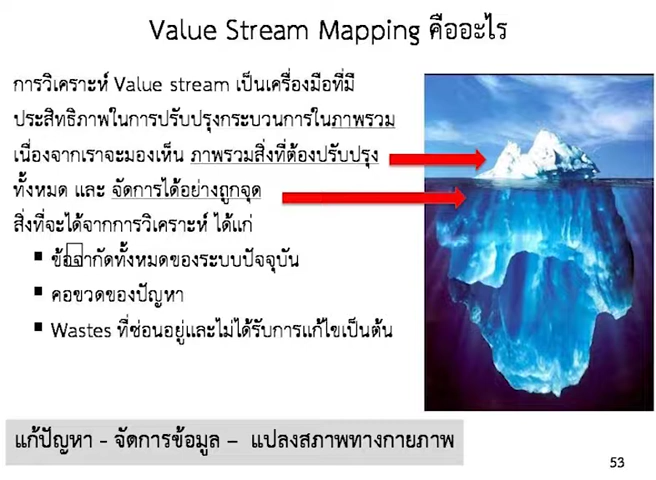 Value Stream Mapping คืออะไร
การวิเคราะห์ Value stream เป็นเครื่องมือที่มี
ประสิทธิภาพในการปรับปรุงกระบวนการในภาพรวม
เนื่องจากเราจะมองเห็น ภาพรวมสิ่งที่ต้องปรับปรุง
ทั้งหมด และ จัดการได้อย่างถูกจุด
สิ่งที่จะได้จากการวิเคราะห์ ได้แก่
▪ ข้อจำกัดทั้งหมดของระบบปัจจุบัน
▪ คอขวดของปัญหา
▪ Wastes ที่ซ่อนอยู่และไม่ได้รับการแก้ไขเป็นต้น
แก้ปัญหา - จัดการข้อมูล – แปลงสภาพทางกายภาพ
53